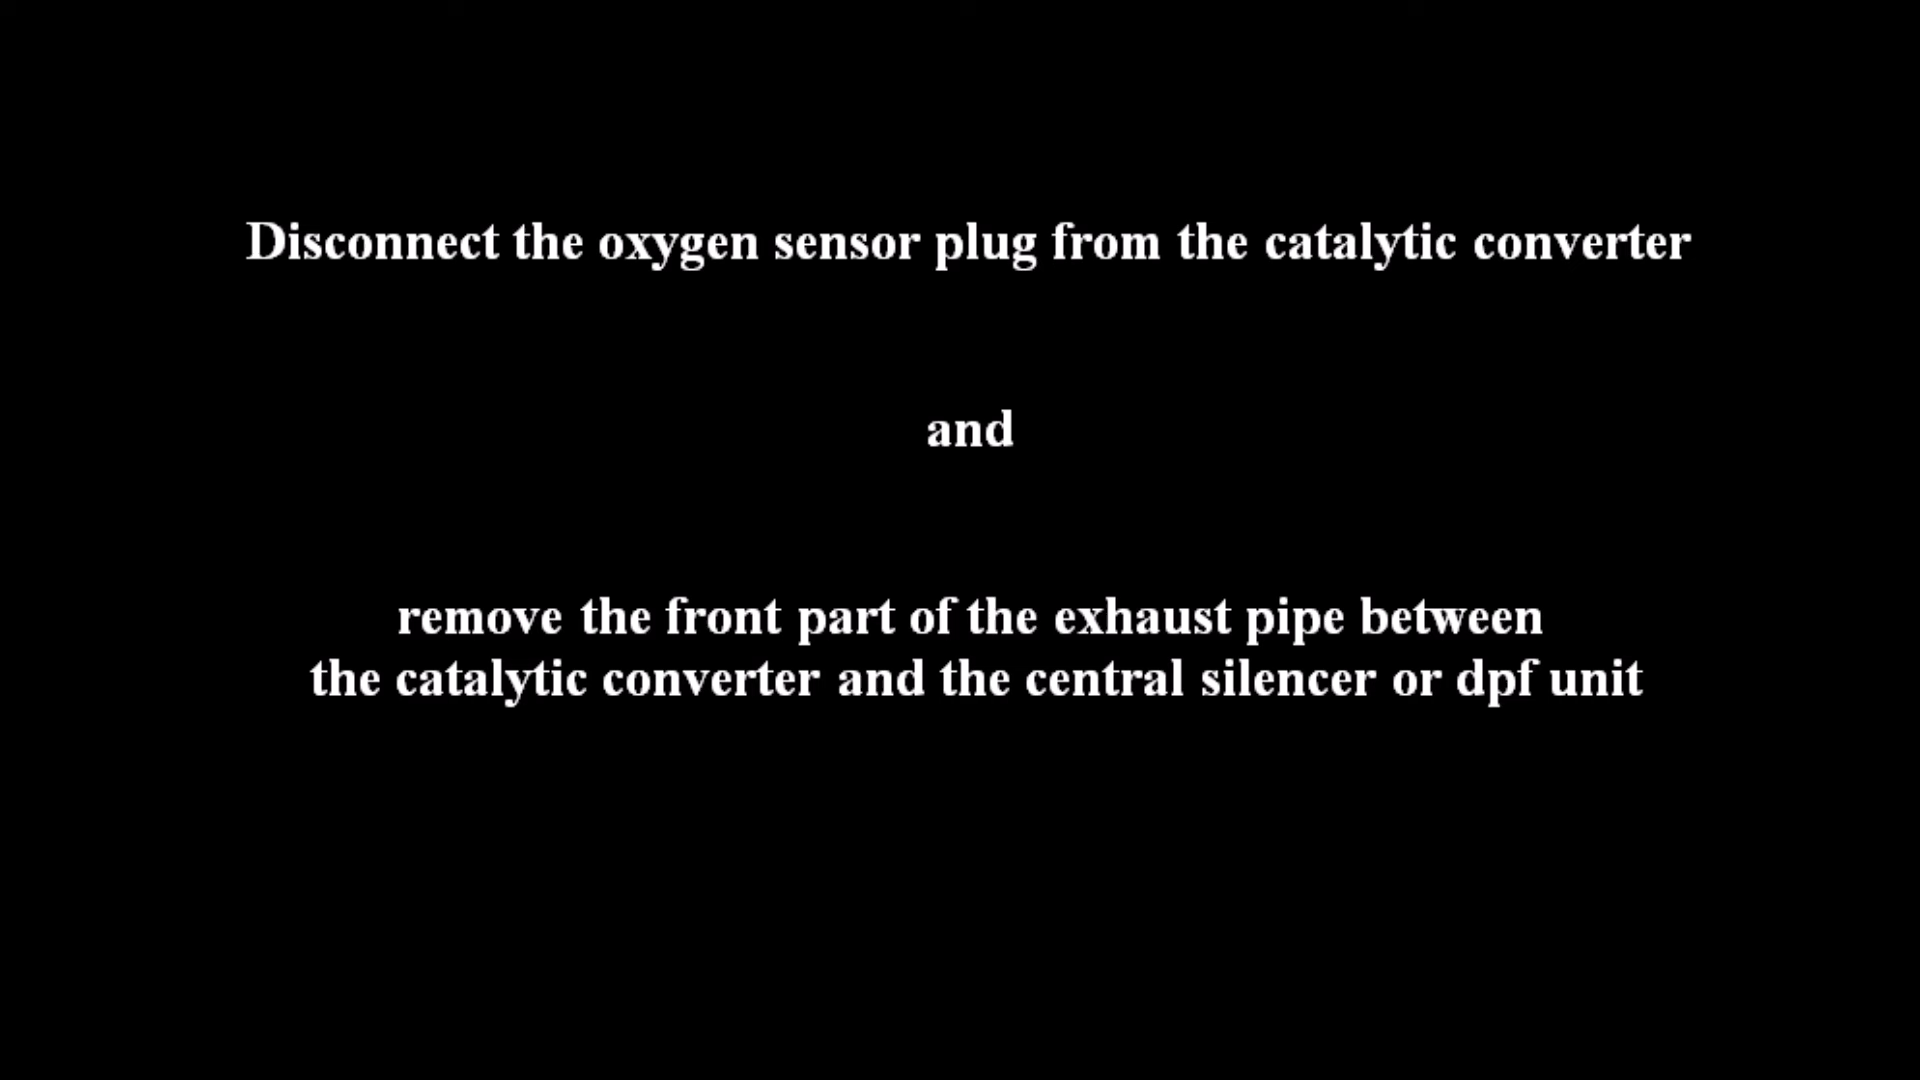 Disconnect the oxygen sensor plug from the catalytic converter
and
remove the front part of the exhaust pipe between
the catalytic converter and the central silencer or dpf unit